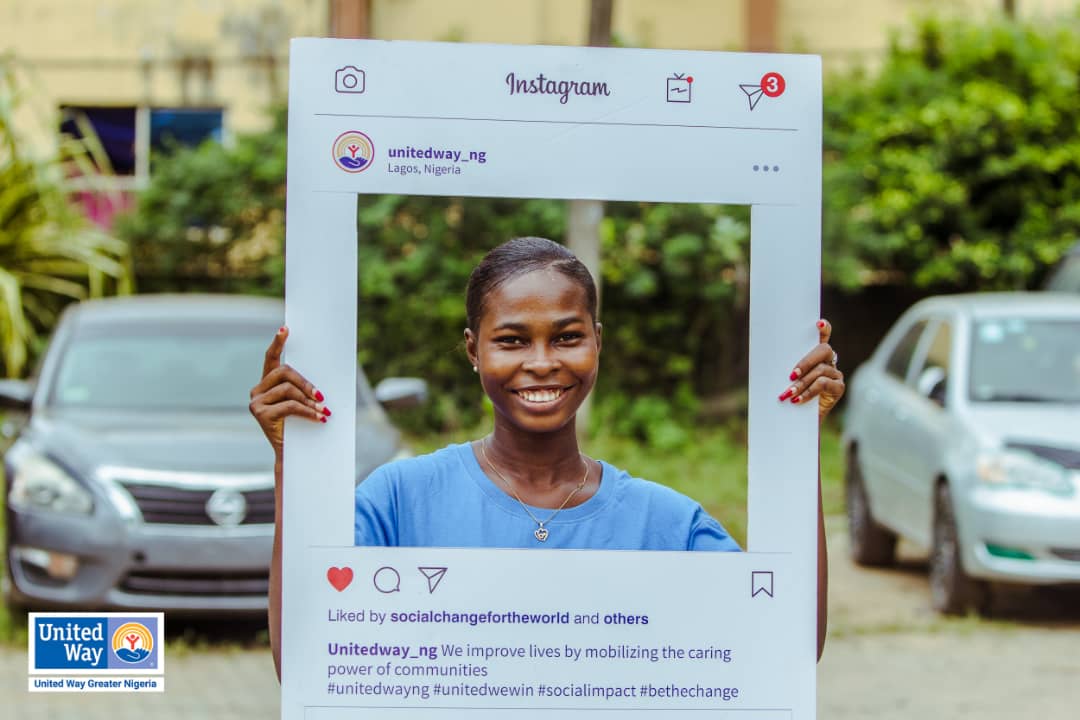 Instagram
3
unitedway_ng
Lagos, Nigeria
Liked by socialchangefortheworld and others
Unitedway_ng We improve lives by mobilizing the caring
power of communities
#unitedwayng #unitedwewin #socialimpact #bethechange
United
Way
United Way Greater Nigeria